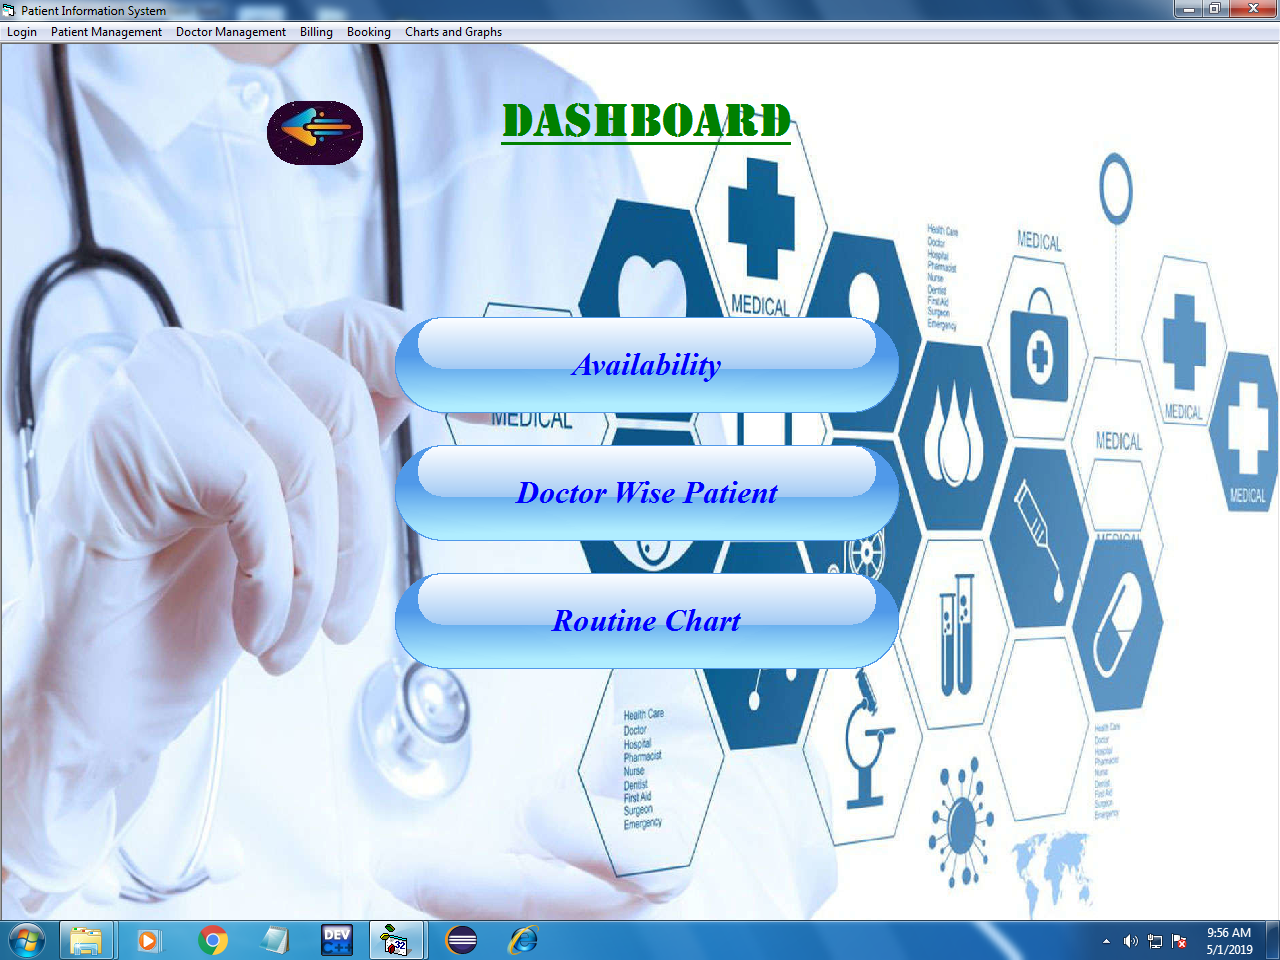 Patient Information System
Login Patient Management Doctor Management Billing Booking Charts and Graphs
DASHBOARD
MEDICAL
Health Care
Doctor
Hospital
Pharmacist
Nurse
Dentist
First Aid
Surgeon
Emergency
MEDICAL
Availability
MEDICAL
MEDICAL
MEDICAL
MEDICAL
Doctor Wise Patient
MEDICAL
Routine Chart
Health Care
Doctor
Hospital
Pharmacist
Nurse
Dentist
First Aid
Surgeon
Emergency
Health Care
Doctor
Hospital
Pharmacist
Nurse
Dentist
First Aid
Surgeon
Emergency
DEV
C++
32
9:56 AM
5/1/2019